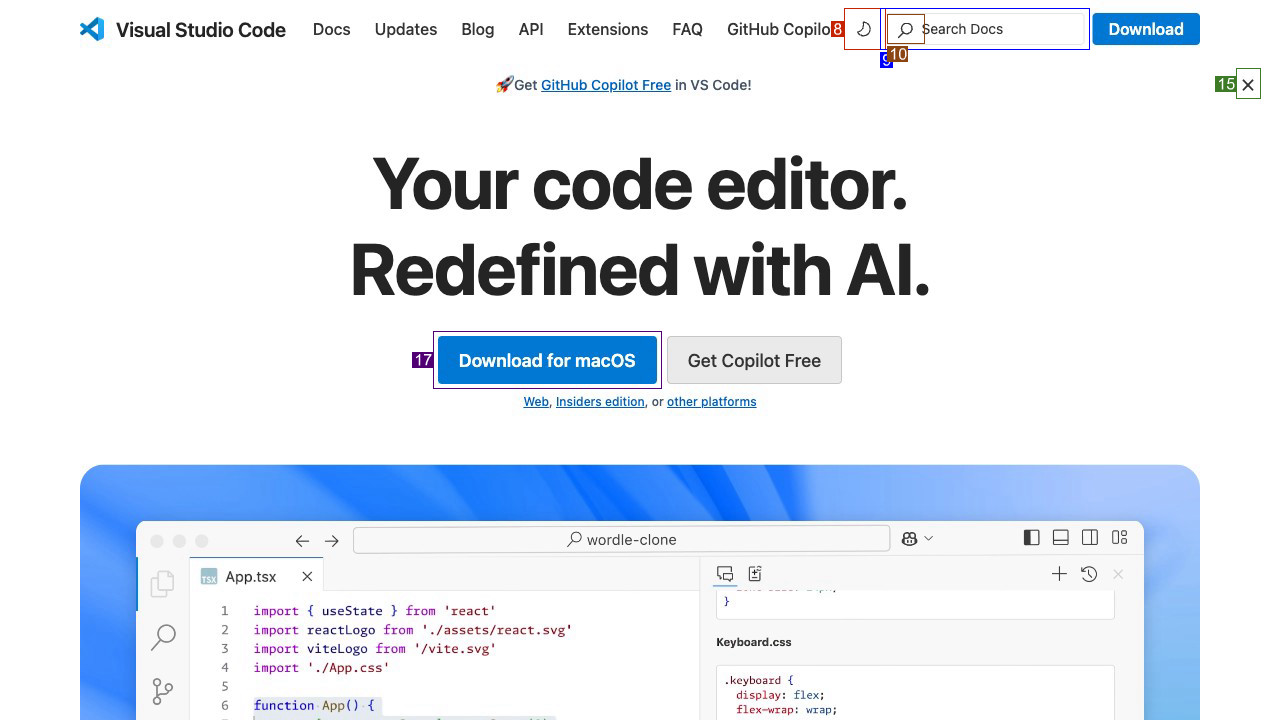 Visual Studio Code Docs Updates Blog API Extensions FAQ GitHub Copilo 8 Search Docs Download
9 10
🚀Get GitHub Copilot Free in VS Code! 15
Your code editor.
Redefined with AI.
17 Download for macOS Get Copilot Free
Web, Insiders edition, or other platforms
wordle-clone
TSX App.tsx
1 import { useState } from 'react'
2 import reactLogo from './assets/react.svg'
3 import viteLogo from '/vite.svg'
4 import './App.css'
5
6 function App() {
}
Keyboard.css
.keyboard {
display: flex;
flex-wrap: wrap;